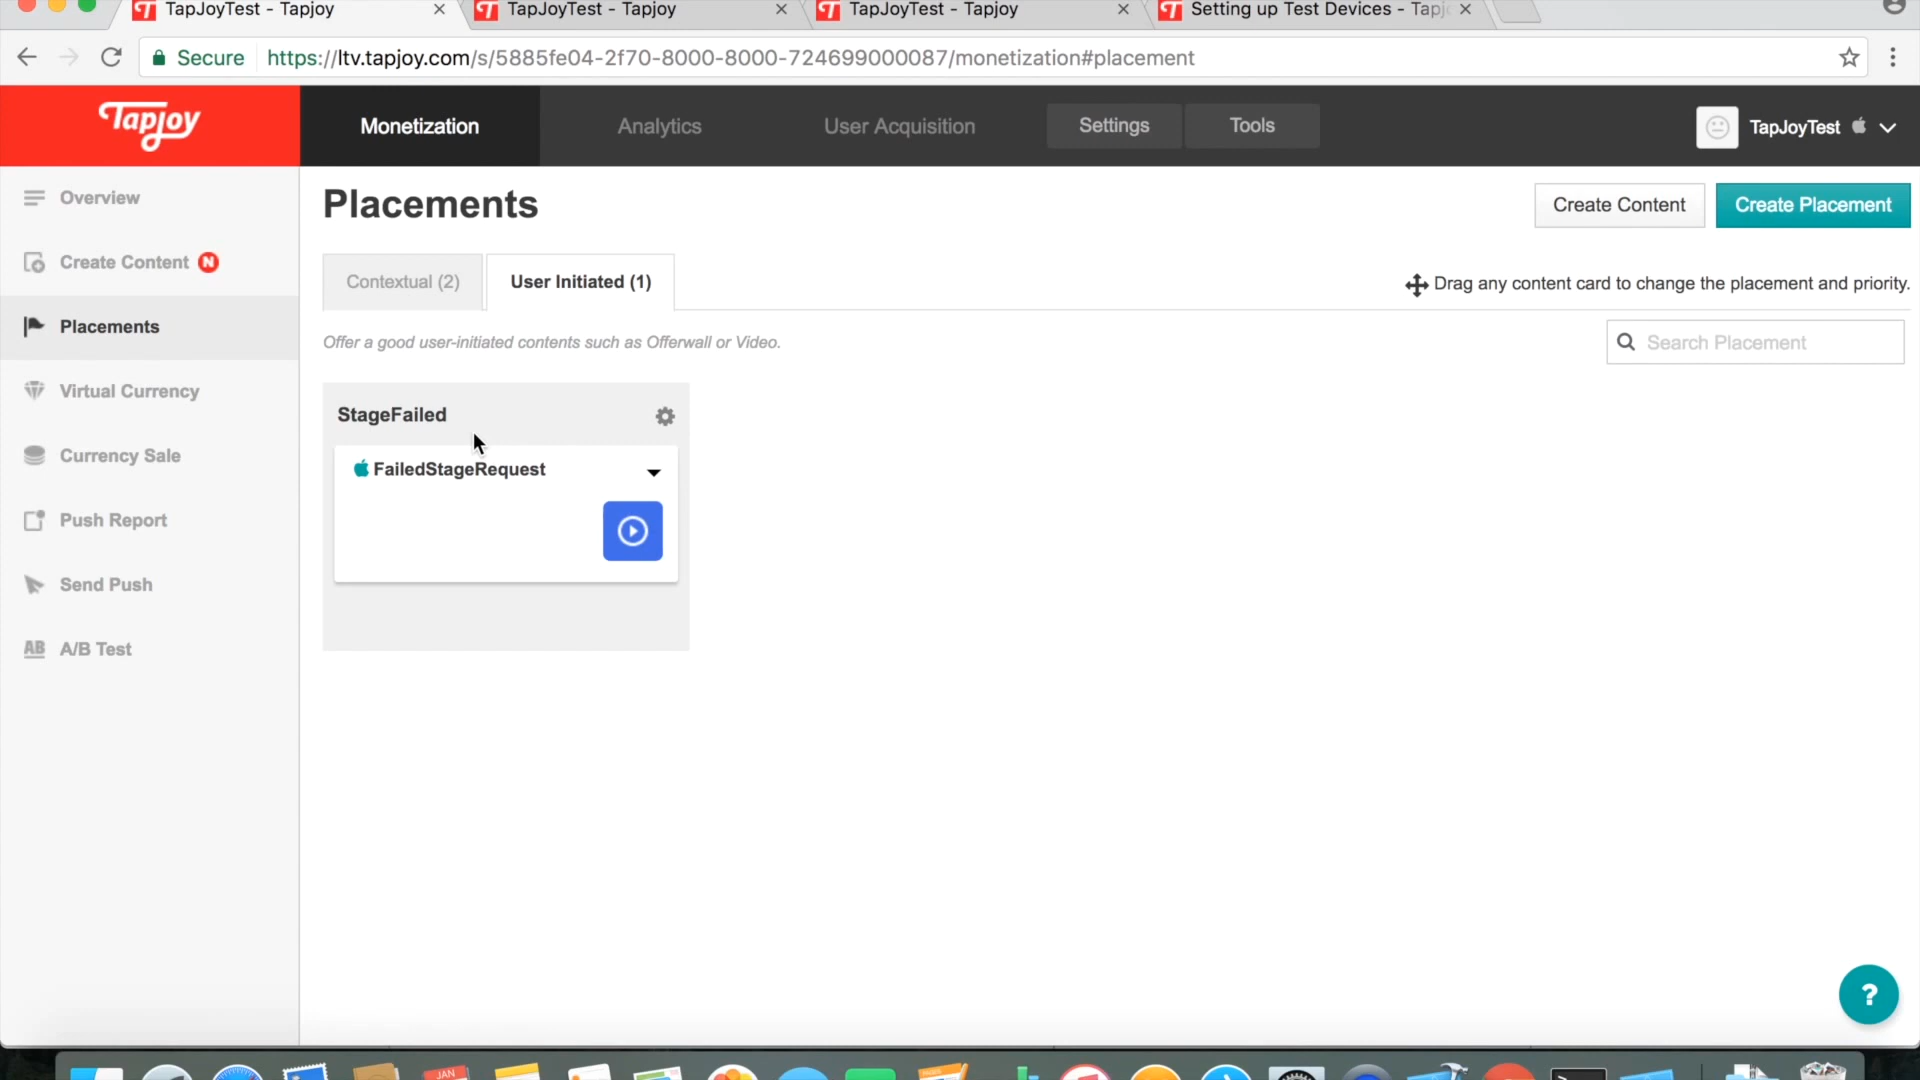 TapJoyTest - Tapjoy
TapJoyTest - Tapjoy
TapJoyTest - Tapjoy
Setting up Test Devices - Tapj
Secure
https://ltv.tapjoy.com/s/5885fe04-2f70-8000-8000-724699000087/monetization#placement
Tapjoy
Monetization
Analytics
User Acquisition
Settings
Tools
TapJoyTest
Overview
Create Content N
Placements
Virtual Currency
Currency Sale
Push Report
Send Push
AB A/B Test
Placements
Create Content
Create Placement
Contextual (2)
User Initiated (1)
Drag any content card to change the placement and priority.
Offer a good user-initiated contents such as Offerwall or Video.
Search Placement
StageFailed
FailedStageRequest
?
JAN